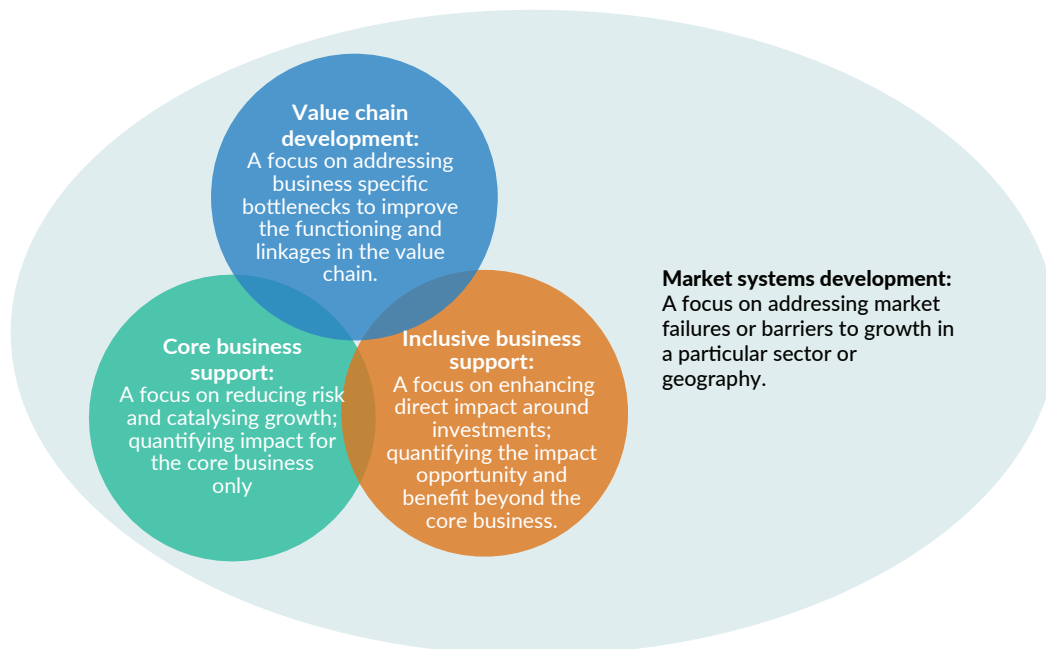 Value chain
development:
A focus on addressing
business specific
bottlenecks to improve
the functioning and
linkages in the value
chain.
Core business
support:
A focus on reducing risk
and catalysing growth;
quantifying impact for
the core business
only
Inclusive business
support:
A focus on enhancing
direct impact around
investments;
quantifying the impact
opportunity and
benefit beyond the
core business.
Market systems development:
A focus on addressing market
failures or barriers to growth in
a particular sector or
geography.